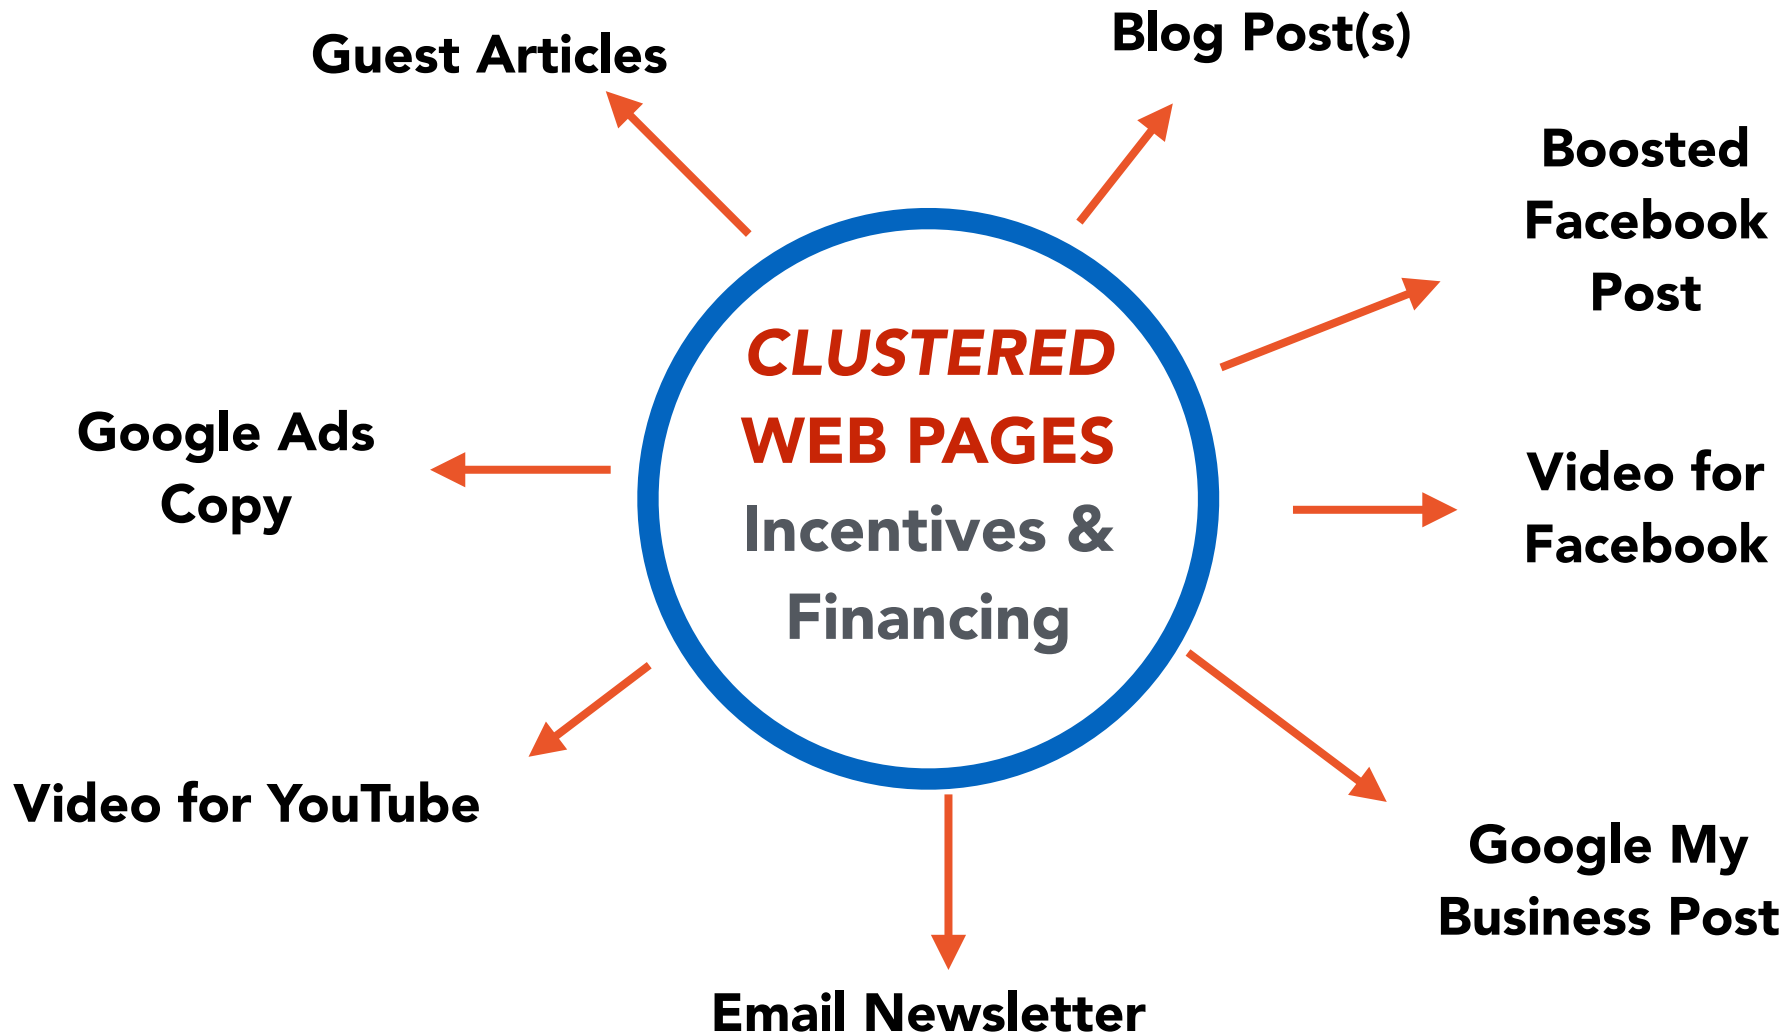 Guest Articles
Blog Post(s)
Boosted
Facebook
Post
CLUSTERED
WEB PAGES
Incentives &
Financing
Google Ads
Copy
Video for
Facebook
Video for YouTube
Google My
Business Post
Email Newsletter